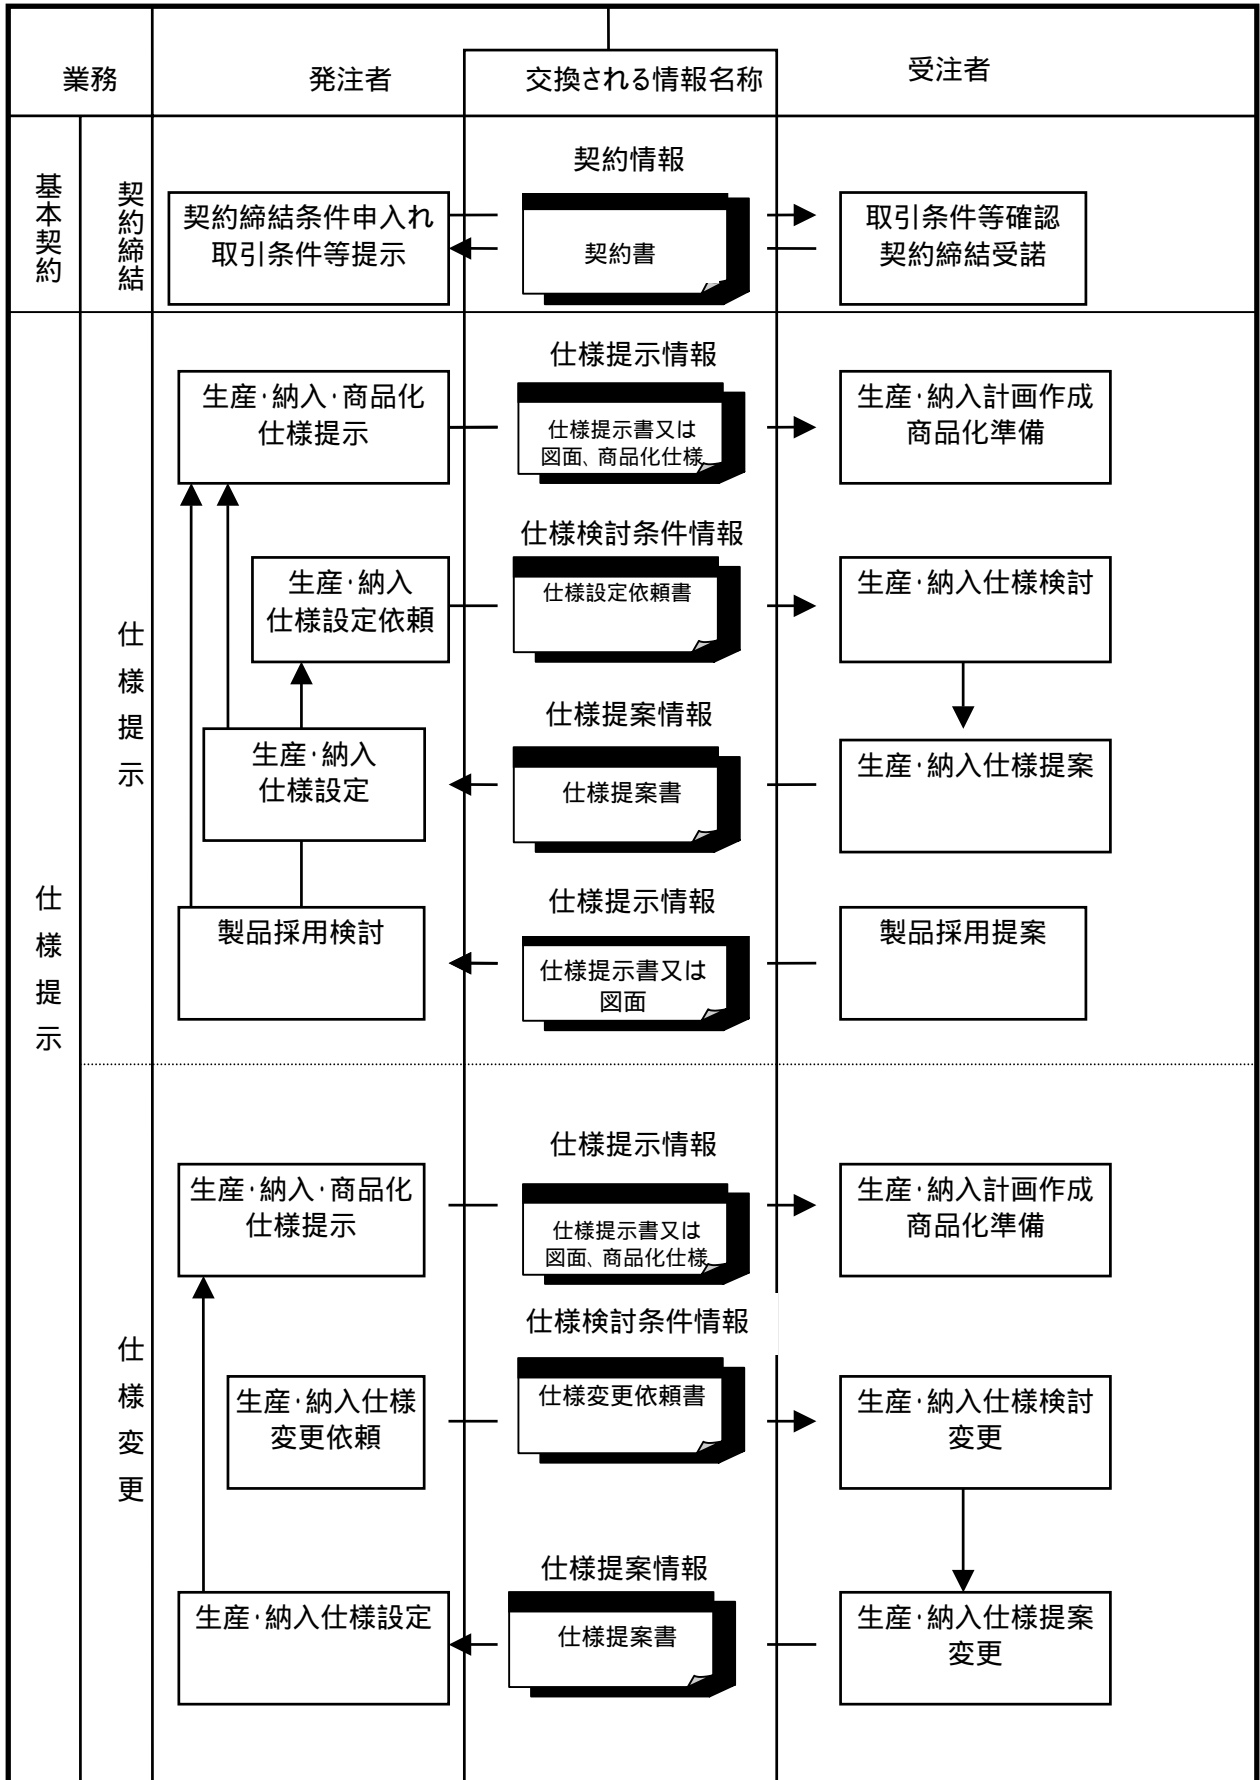 業務
発注者
交換される情報名称
受注者
基本契約
契約締結
契約情報
契約締結条件申入れ
取引条件等提示
契約書
取引条件等確認
契約締結受諾
仕様提示
仕様提示
仕様提示情報
生産・納入・商品化
仕様提示
仕様提示書又は
図面、商品化仕様
生産・納入計画作成
商品化準備
仕様検討条件情報
生産・納入
仕様設定依頼
仕様設定依頼書
生産・納入仕様検討
仕様提案情報
生産・納入
仕様設定
仕様提案書
生産・納入仕様提案
仕様提示情報
製品採用検討
仕様提示書又は
図面
製品採用提案
仕様変更
仕様提示情報
生産・納入・商品化
仕様提示
仕様提示書又は
図面、商品化仕様
生産・納入計画作成
商品化準備
仕様検討条件情報
生産・納入仕様
変更依頼
仕様変更依頼書
生産・納入仕様検討
変更
仕様提案情報
生産・納入仕様設定
仕様提案書
生産・納入仕様提案
変更